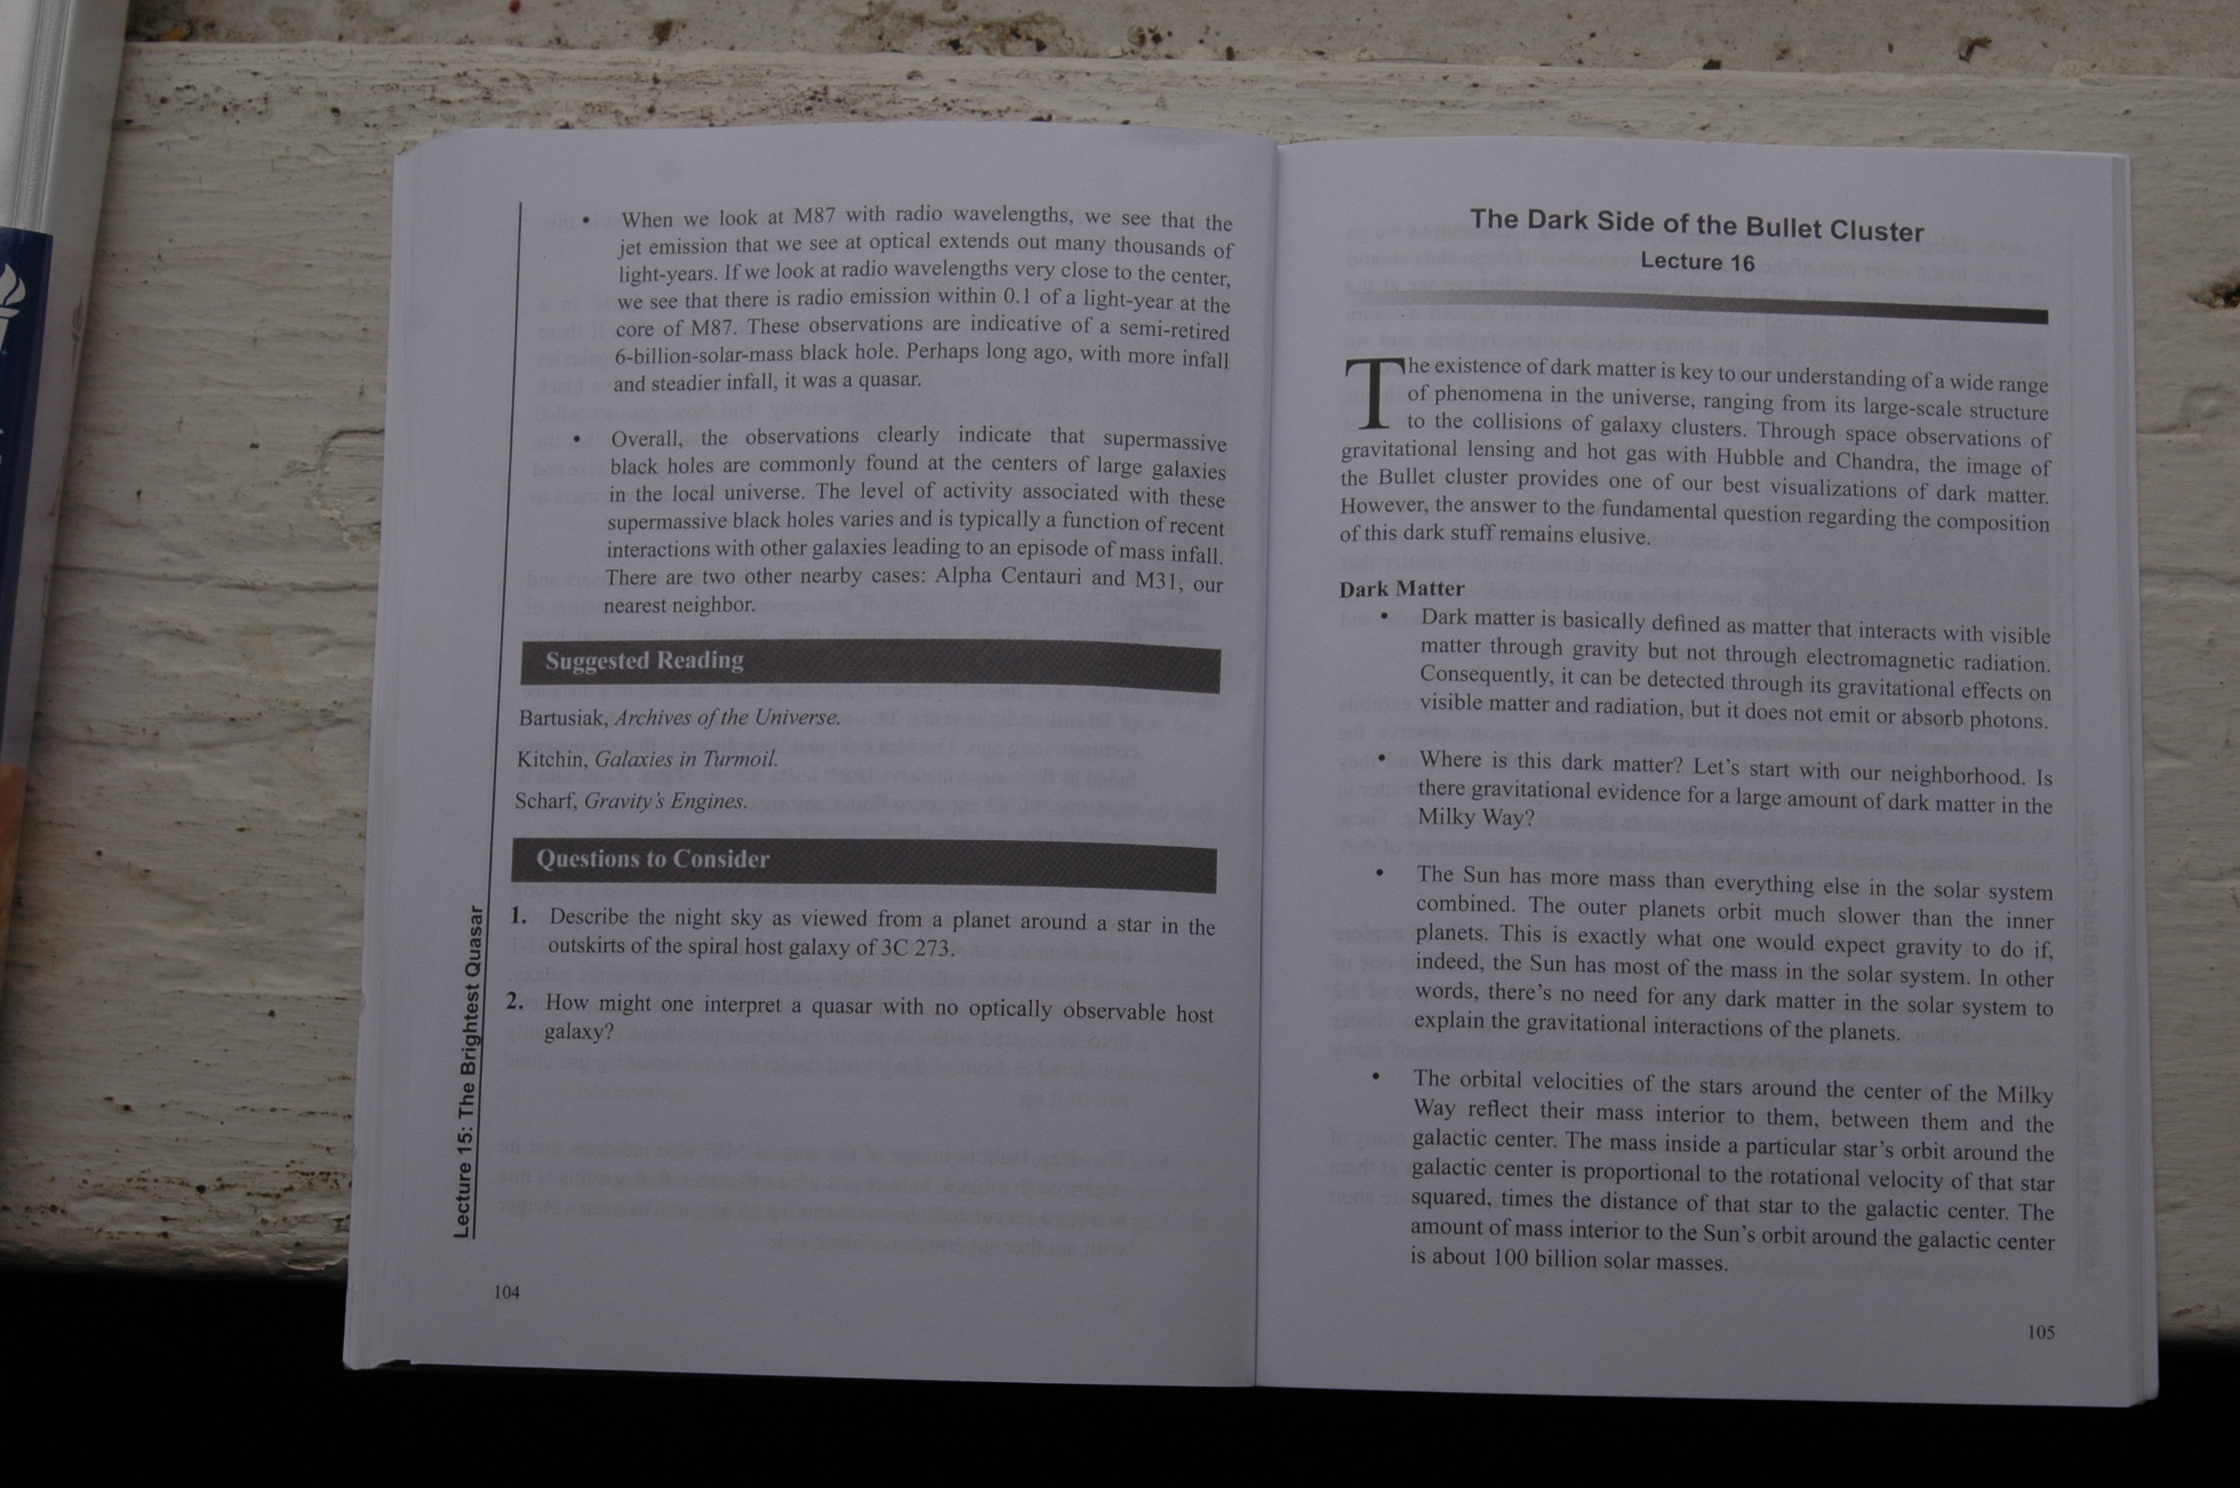 • When we look at M87 with radio wavelengths, we see that the
jet emission that we see at optical extends out many thousands of
light-years. If we look at radio wavelengths very close to the center,
we see that there is radio emission within 0.1 of a light-year at the
core of M87. These observations are indicative of a semi-retired
6-billion-solar-mass black hole. Perhaps long ago, with more infall
and steadier infall, it was a quasar.
• Overall, the observations clearly indicate that supermassive
black holes are commonly found at the centers of large galaxies
in the local universe. The level of activity associated with these
supermassive black holes varies and is typically a function of recent
interactions with other galaxies leading to an episode of mass infall.
There are two other nearby cases: Alpha Centauri and M31, our
nearest neighbor.
Suggested Reading
Bartusiak, Archives of the Universe.
Kitchin, Galaxies in Turmoil.
Scharf, Gravity's Engines.
Questions to Consider
1. Describe the night sky as viewed from a planet around a star in the
outskirts of the spiral host galaxy of 3C 273.
2. How might one interpret a quasar with no optically observable host
galaxy?
Lecture 15: The Brightest Quasar
104
The Dark Side of the Bullet Cluster
Lecture 16
The existence of dark matter is key to our understanding of a wide range
of phenomena in the universe, ranging from its large-scale structure
to the collisions of galaxy clusters. Through space observations of
gravitational lensing and hot gas with Hubble and Chandra, the image of
the Bullet cluster provides one of our best visualizations of dark matter.
However, the answer to the fundamental question regarding the composition
of this dark stuff remains elusive.
Dark Matter
• Dark matter is basically defined as matter that interacts with visible
matter through gravity but not through electromagnetic radiation.
Consequently, it can be detected through its gravitational effects on
visible matter and radiation, but it does not emit or absorb photons.
• Where is this dark matter? Let's start with our neighborhood. Is
there gravitational evidence for a large amount of dark matter in the
Milky Way?
• The Sun has more mass than everything else in the solar system
combined. The outer planets orbit much slower than the inner
planets. This is exactly what one would expect gravity to do if,
indeed, the Sun has most of the mass in the solar system. In other
words, there's no need for any dark matter in the solar system to
explain the gravitational interactions of the planets.
• The orbital velocities of the stars around the center of the Milky
Way reflect their mass interior to them, between them and the
galactic center. The mass inside a particular star's orbit around the
galactic center is proportional to the rotational velocity of that star
squared, times the distance of that star to the galactic center. The
amount of mass interior to the Sun's orbit around the galactic center
is about 100 billion solar masses.
105